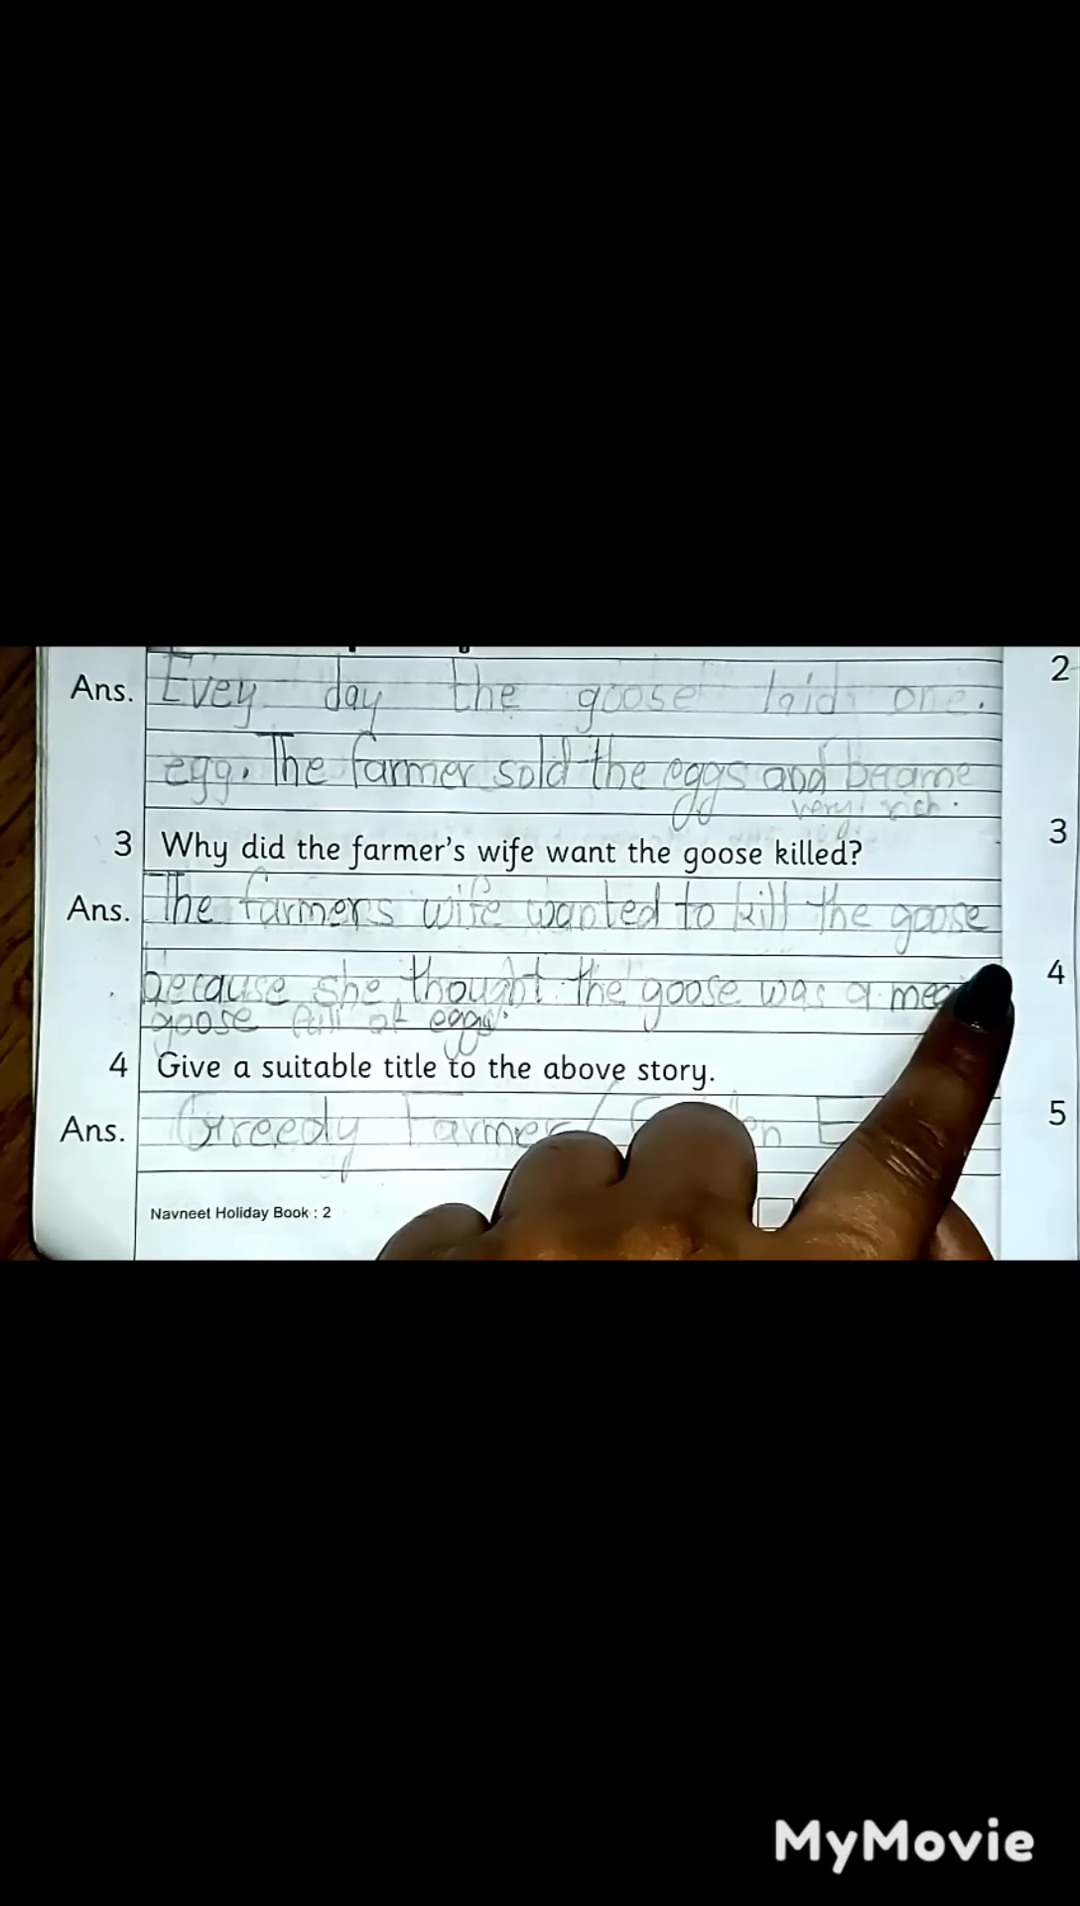 2
Ans. Evey day the goose laid one.
egg. The farmer sold the eggs and became
very rich.
3 Why did the farmer's wife want the goose killed?
3
Ans. The farmers wife wanted to kill the goose
4
because she thought the goose was a
goose full of eggs.
4 Give a suitable title to the above story.
5
Ans. Greedy Farmer/
Navneet Holiday Book : 2
MyMovie